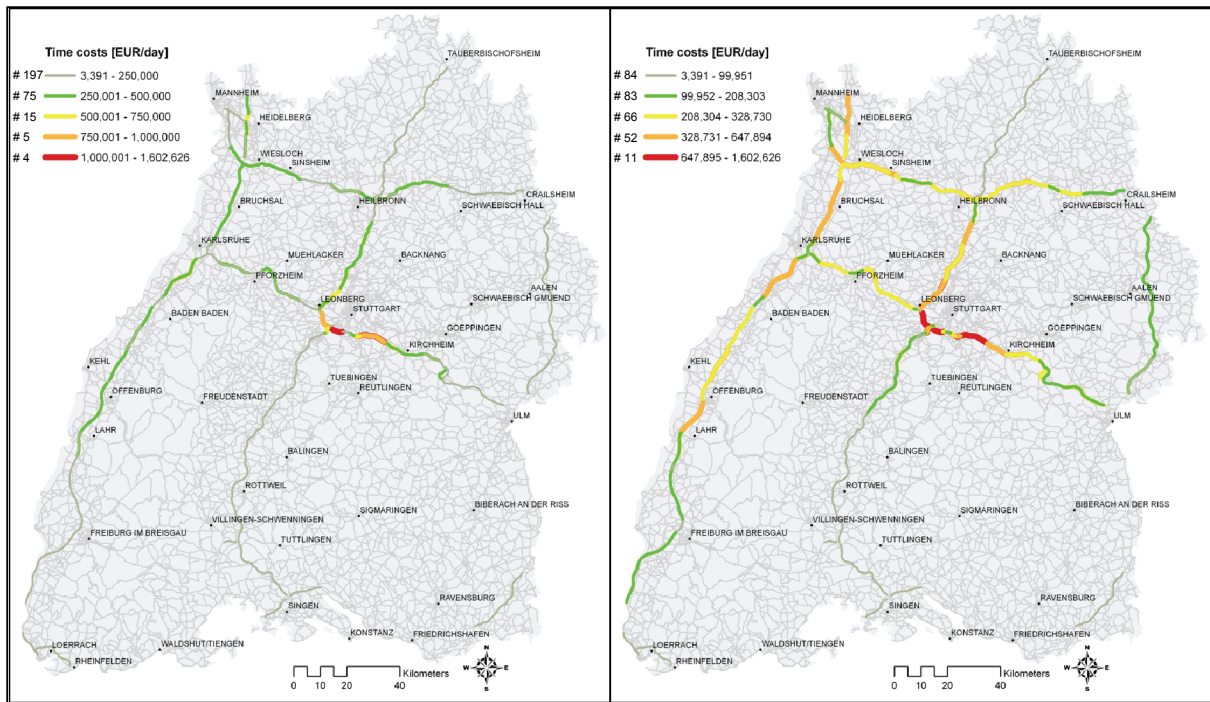 Time costs [EUR/day]
# 197 3,391 - 250,000
# 75 250,001 - 500,000
# 15 500,001 - 750,000
# 5 750,001 - 1,000,000
# 4 1,000,001 - 1,602,626
TAUBERBISCHOFSHEIM
MANNHEIM
HEIDELBERG
WIESLOCH
SINSHEIM
BRUCHSAL
HEILBRONN
CRAILSHEIM
SCHWAEBISCH HALL
KARLSRUHE
MUEHLACKER
BACKNANG
PFORZHEIM
AALEN
LEONBERG
SCHWAEBISCH GMUEND
STUTTGART
BADEN BADEN
GOEPPINGEN
KIRCHHEIM
KEHL
TUEBINGEN
REUTLINGEN
OFFENBURG
FREUDENSTADT
ULM
LAHR
BALINGEN
ROTTWEIL
BIBERACH AN DER RISS
SIGMARINGEN
VILLINGEN-SCHWENNINGEN
FREIBURG IM BREISGAU
TUTTLINGEN
RAVENSBURG
SINGEN
KONSTANZ
FRIEDRICHSHAFEN
LOERRACH
WALDSHUT/TIENGEN
RHEINFELDEN
Kilometers
0 10 20 40
N
W E
S
Time costs [EUR/day]
# 84 3,391 - 99,951
# 83 99,952 - 208,303
# 66 208,304 - 328,730
# 52 328,731 - 647,894
# 11 647,895 - 1,602,626
TAUBERBISCHOFSHEIM
MANNHEIM
HEIDELBERG
WIESLOCH
SINSHEIM
BRUCHSAL
HEILBRONN
CRAILSHEIM
SCHWAEBISCH HALL
KARLSRUHE
MUEHLACKER
BACKNANG
PFORZHEIM
AALEN
LEONBERG
SCHWAEBISCH GMUEND
STUTTGART
BADEN BADEN
GOEPPINGEN
KIRCHHEIM
KEHL
TUEBINGEN
REUTLINGEN
OFFENBURG
FREUDENSTADT
ULM
LAHR
BALINGEN
ROTTWEIL
BIBERACH AN DER RISS
SIGMARINGEN
VILLINGEN-SCHWENNINGEN
FREIBURG IM BREISGAU
TUTTLINGEN
RAVENSBURG
SINGEN
KONSTANZ
FRIEDRICHSHAFEN
LOERRACH
WALDSHUT/TIENGEN
RHEINFELDEN
Kilometers
0 10 20 40
N
W E
S